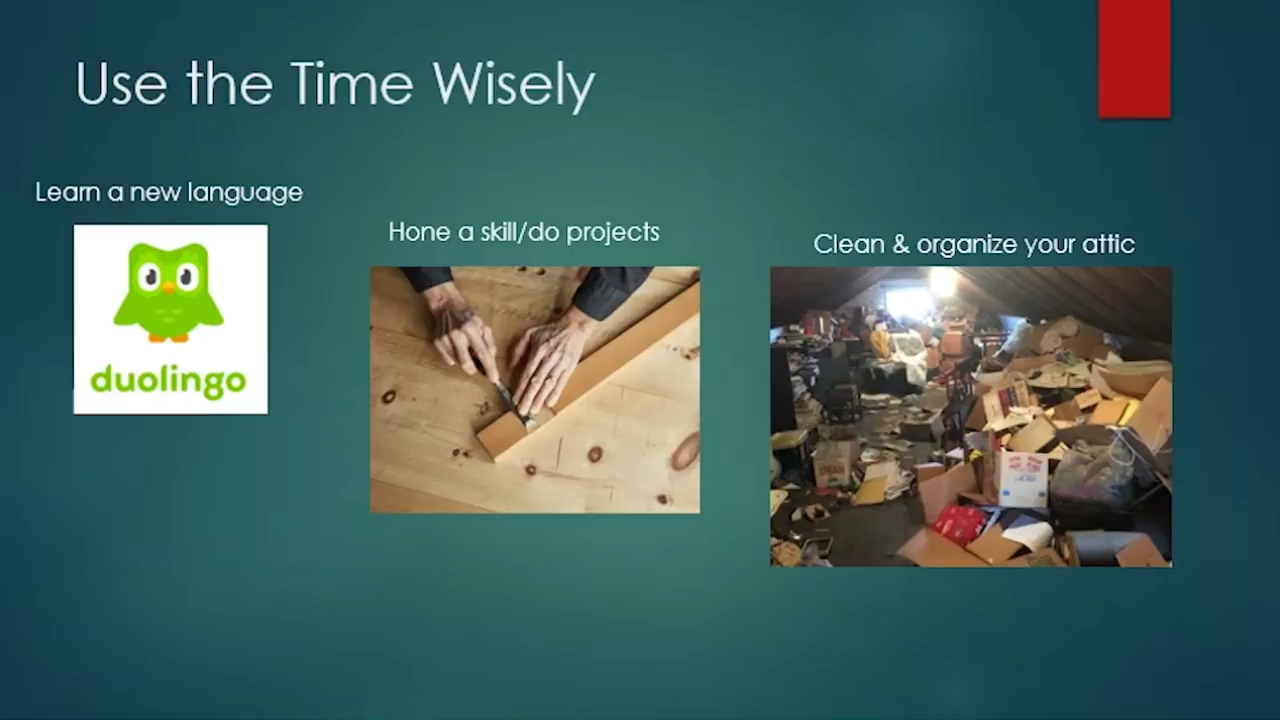 Use the Time Wisely
Learn a new language
duolingo
Hone a skill/do projects
Clean & organize your attic